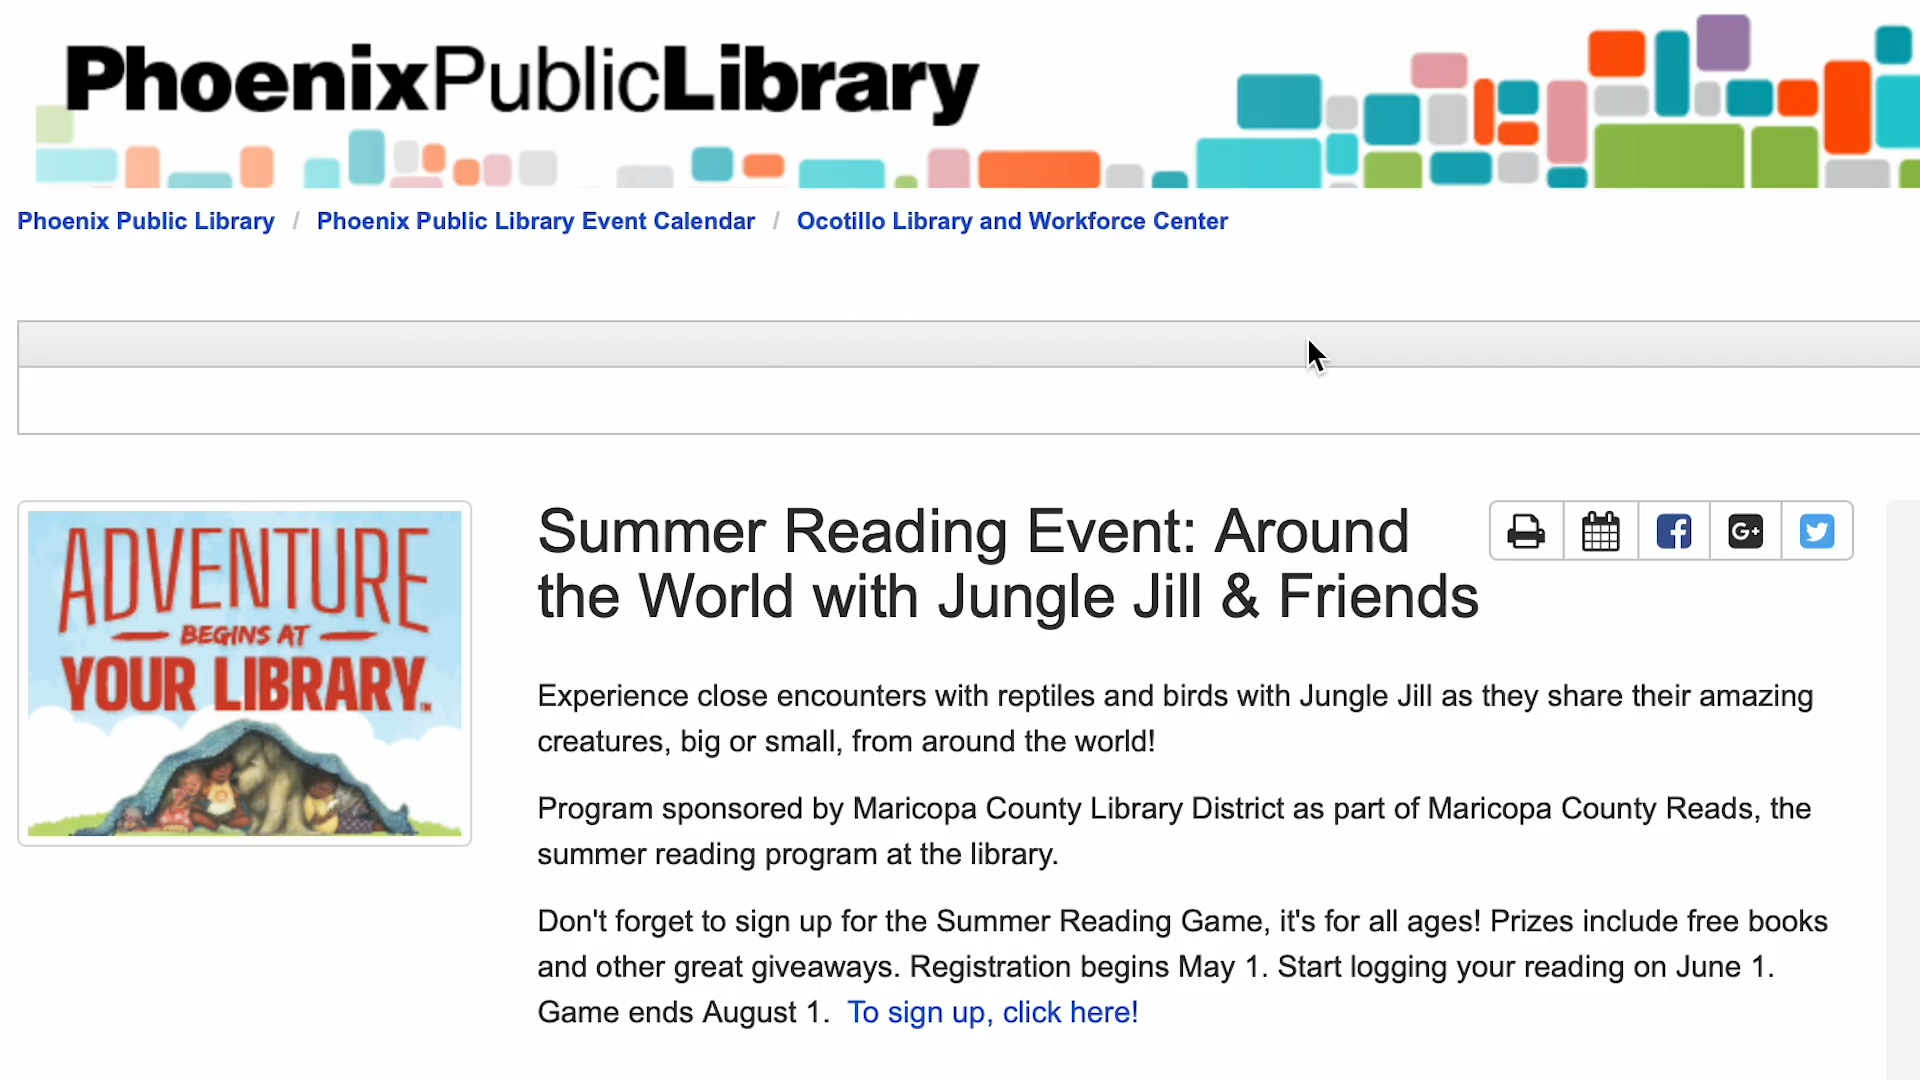 PhoenixPublicLibrary
Phoenix Public Library / Phoenix Public Library Event Calendar / Ocotillo Library and Workforce Center
ADVENTURE
BEGINS AT
YOUR LIBRARY.
Summer Reading Event: Around
the World with Jungle Jill & Friends
G+
Experience close encounters with reptiles and birds with Jungle Jill as they share their amazing
creatures, big or small, from around the world!
Program sponsored by Maricopa County Library District as part of Maricopa County Reads, the
summer reading program at the library.
Don't forget to sign up for the Summer Reading Game, it's for all ages! Prizes include free books
and other great giveaways. Registration begins May 1. Start logging your reading on June 1.
Game ends August 1. To sign up, click here!